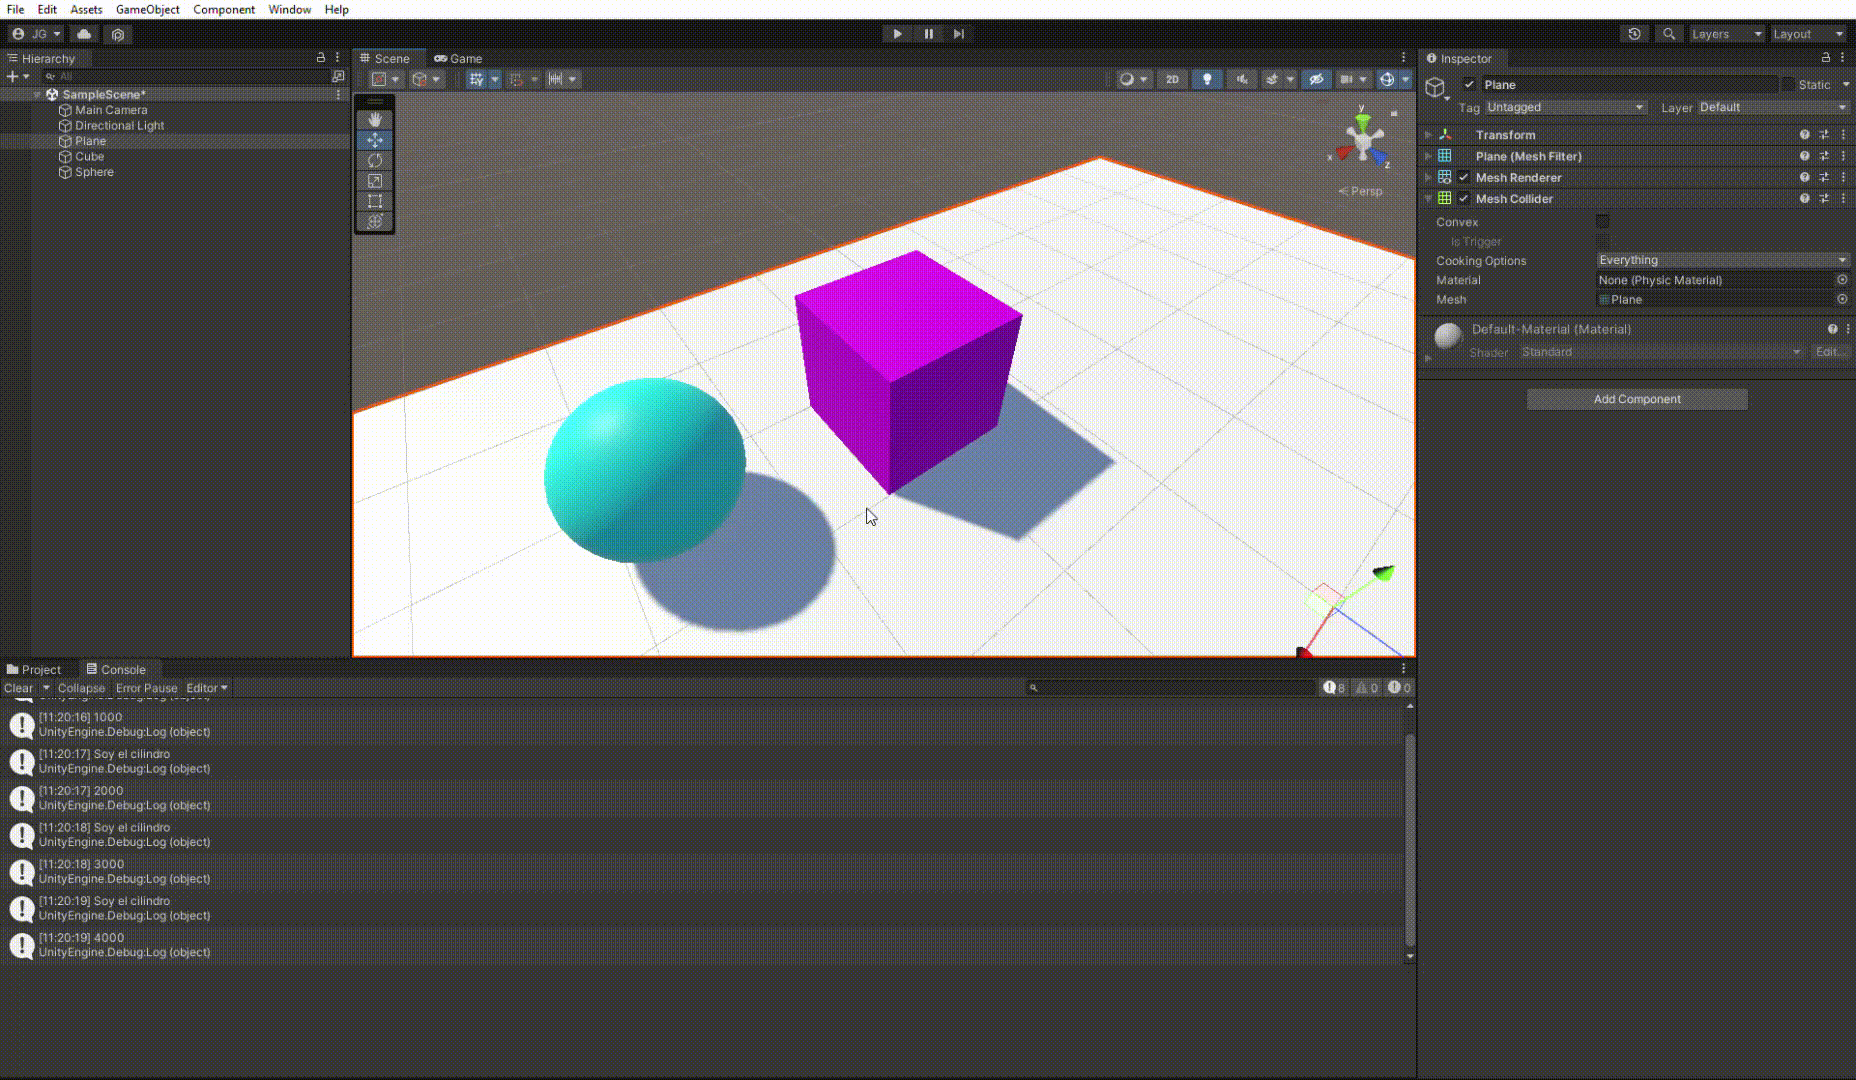 File Edit Assets GameObject Component Window Help
JG Layers Layout
Hierarchy
All
SampleScene*
Main Camera
Directional Light
Plane
Cube
Sphere
Scene Game
2D
y
x
z
Persp
Inspector
Plane Static
Tag Untagged Layer Default
Transform
Plane (Mesh Filter)
Mesh Renderer
Mesh Collider
Convex
Is Trigger
Cooking Options Everything
Material None (Physic Material)
Mesh Plane
Default-Material (Material)
Shader Standard Edit...
Add Component
Project Console
Clear Collapse Error Pause Editor 8 0 0
UnityEngine.Debug:Log (object)
[11:20:16] 1000
UnityEngine.Debug:Log (object)
[11:20:17] Soy el cilindro
UnityEngine.Debug:Log (object)
[11:20:17] 2000
UnityEngine.Debug:Log (object)
[11:20:18] Soy el cilindro
UnityEngine.Debug:Log (object)
[11:20:18] 3000
UnityEngine.Debug:Log (object)
[11:20:19] Soy el cilindro
UnityEngine.Debug:Log (object)
[11:20:19] 4000
UnityEngine.Debug:Log (object)